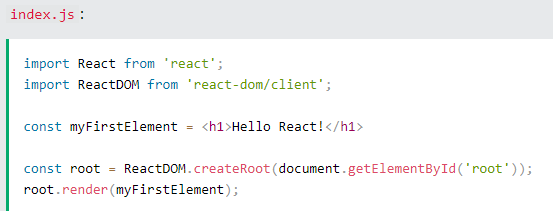 index.js:
import React from 'react';
import ReactDOM from 'react-dom/client';
const myFirstElement = <h1>Hello React!</h1>
const root = ReactDOM.createRoot(document.getElementById('root'));
root.render(myFirstElement);